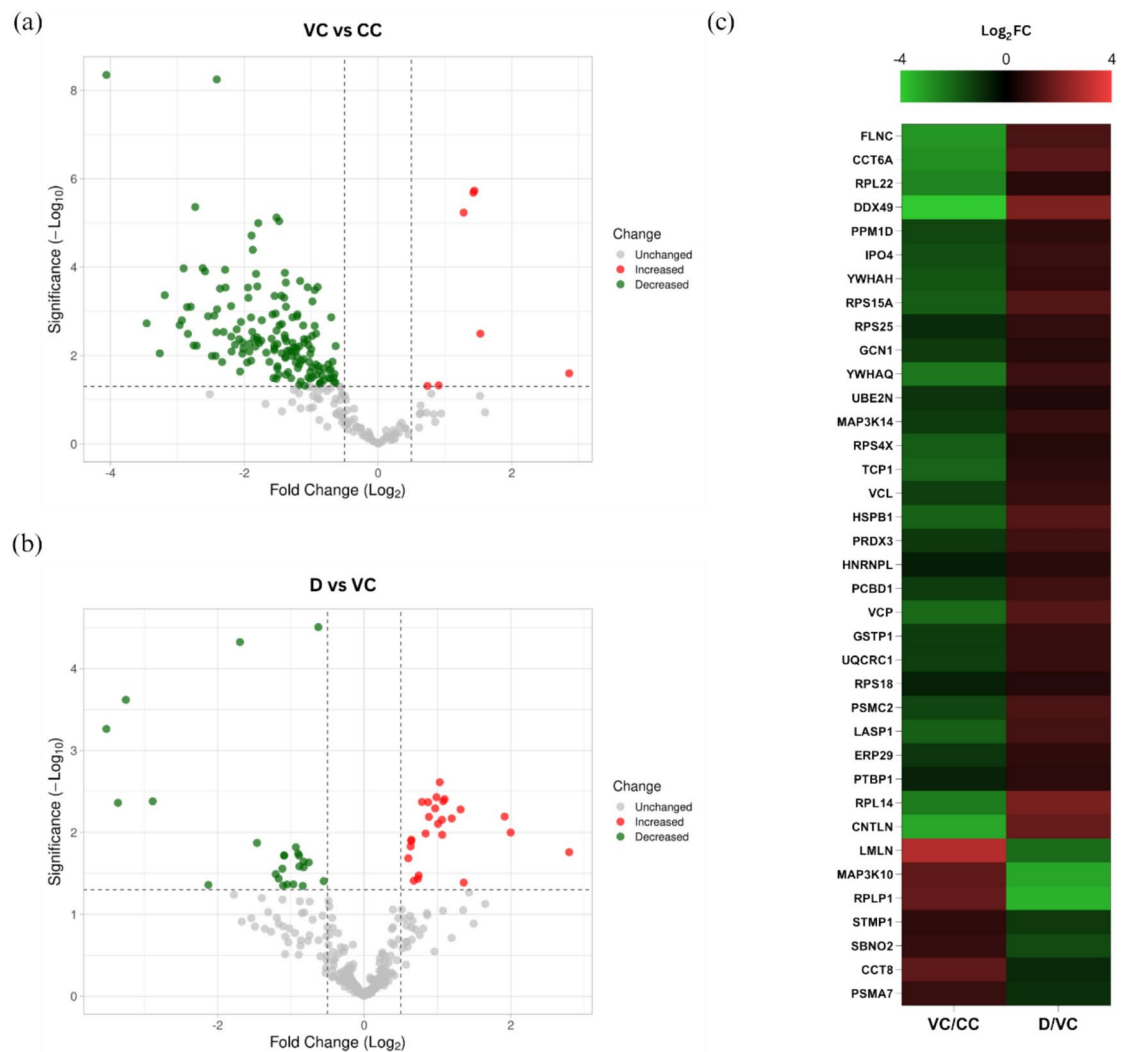 (a)
VC vs CC
Significance (−Log10)
8
6
4
2
0
-4
-2
0
2
Fold Change (Log2)
Change
Unchanged
Increased
Decreased
(b)
D vs VC
Significance (−Log10)
4
3
2
1
0
-2
0
2
Fold Change (Log2)
Change
Unchanged
Increased
Decreased
(c)
Log2FC
-4
0
4
FLNC
CCT6A
RPL22
DDX49
PPM1D
IPO4
YWHAH
RPS15A
RPS25
GCN1
YWHAQ
UBE2N
MAP3K14
RPS4X
TCP1
VCL
HSPB1
PRDX3
HNRNPL
PCBD1
VCP
GSTP1
UQCRC1
RPS18
PSMC2
LASP1
ERP29
PTBP1
RPL14
CNTLN
LMLN
MAP3K10
RPLP1
STMP1
SBNO2
CCT8
PSMA7
VC/CC
D/VC